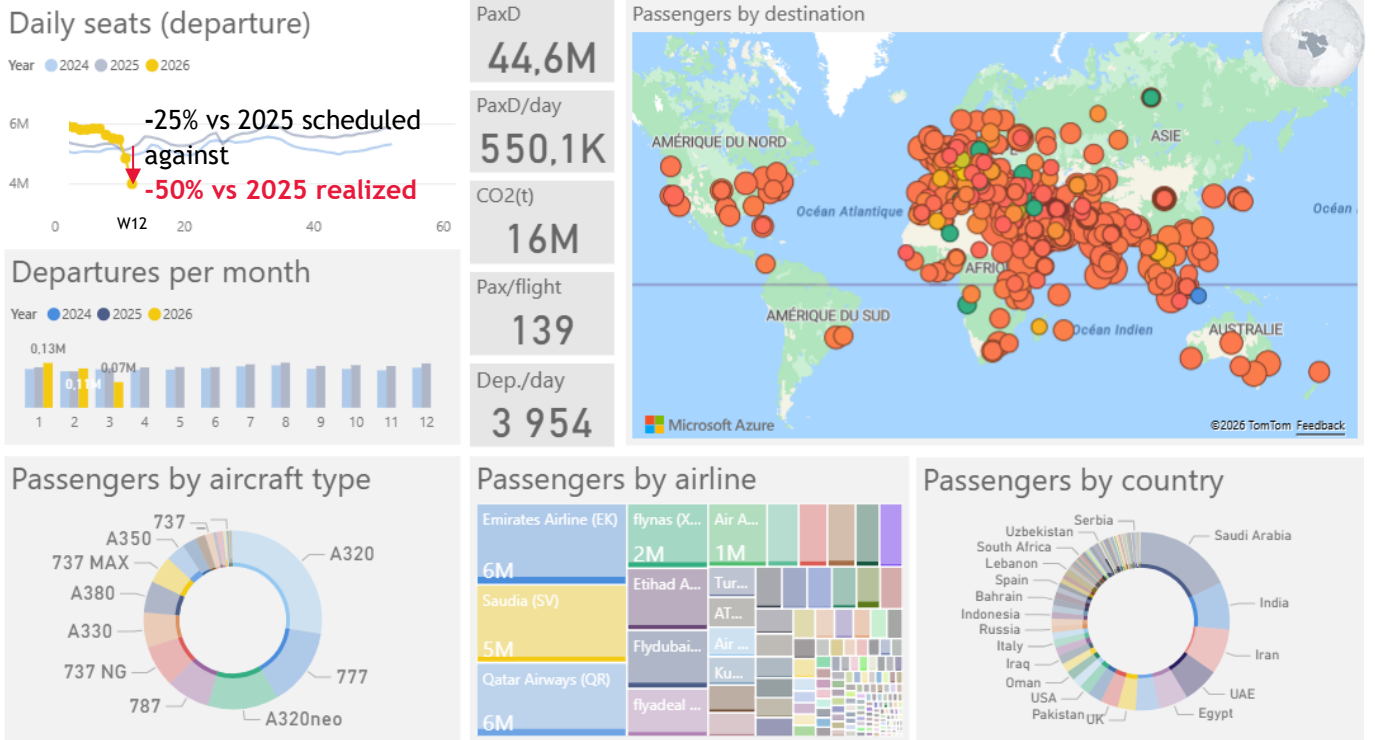 Daily seats (departure)
Year 2024 2025 2026
6M
4M
-25% vs 2025 scheduled
against
-50% vs 2025 realized
0
W12
20
40
60
Departures per month
Year 2024 2025 2026
0,13M
0,11M
0,07M
1 2 3 4 5 6 7 8 9 10 11 12
PaxD
44,6M
PaxD/day
550,1K
CO2(t)
16M
Pax/flight
139
Dep./day
3 954
Passengers by destination
AMÉRIQUE DU NORD
ASIE
Océan Atlantique
Océan
AFRIQ
AMÉRIQUE DU SUD
Océan Indien
AUSTRALIE
Microsoft Azure
©2026 TomTom Feedback
Passengers by aircraft type
737
A350
737 MAX
A380
A330
737 NG
787
A320
777
A320neo
Passengers by airline
Emirates Airline (EK)
6M
Saudia (SV)
5M
Qatar Airways (QR)
6M
flynas (X...
2M
Etihad A...
Flydubai...
flyadeal ...
Air A...
1M
Tur...
AT...
Air ...
Ku...
Passengers by country
Serbia
Uzbekistan
South Africa
Lebanon
Spain
Bahrain
Indonesia
Russia
Italy
Iraq
Oman
USA
Pakistan
UK
Saudi Arabia
India
Iran
UAE
Egypt